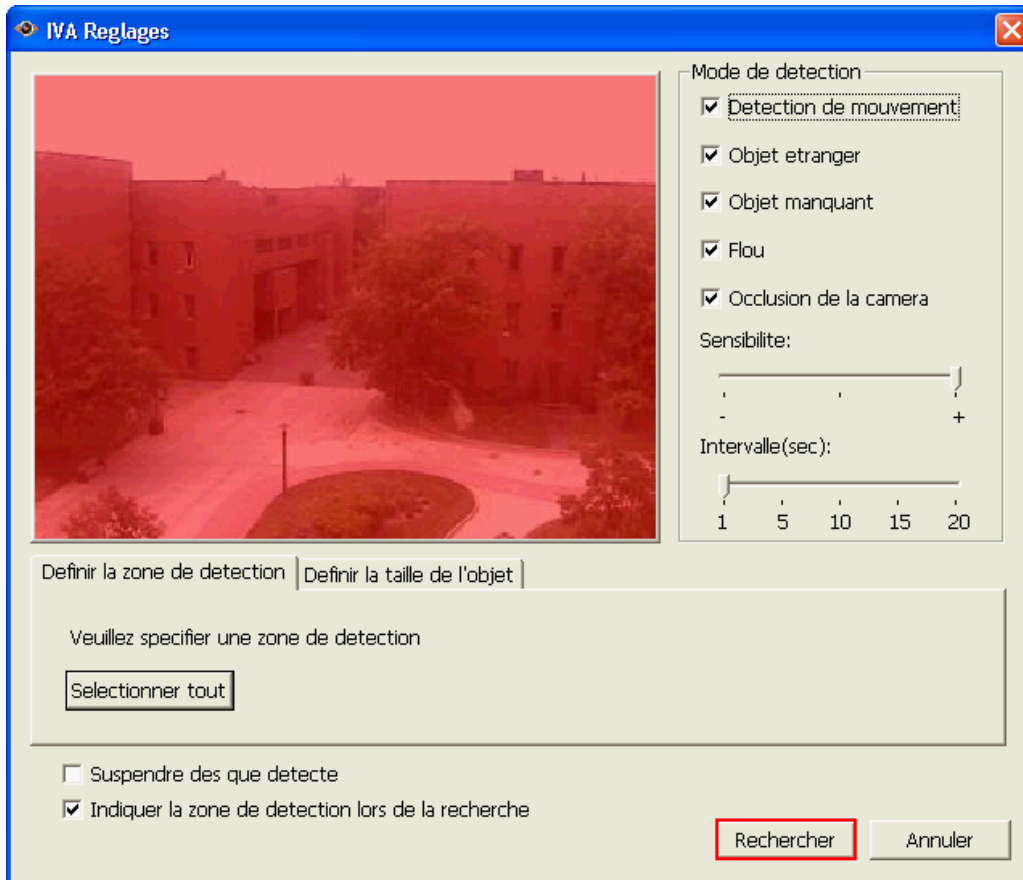 IVA Reglages
Mode de detection
Detection de mouvement
Objet etranger
Objet manquant
Flou
Occlusion de la camera
Sensibilite:
- +
Intervalle(sec):
1 5 10 15 20
Definir la zone de detection Definir la taille de l'objet
Veuillez specifier une zone de detection
Selectionner tout
Suspendre des que detecte
Indiquer la zone de detection lors de la recherche
Rechercher Annuler